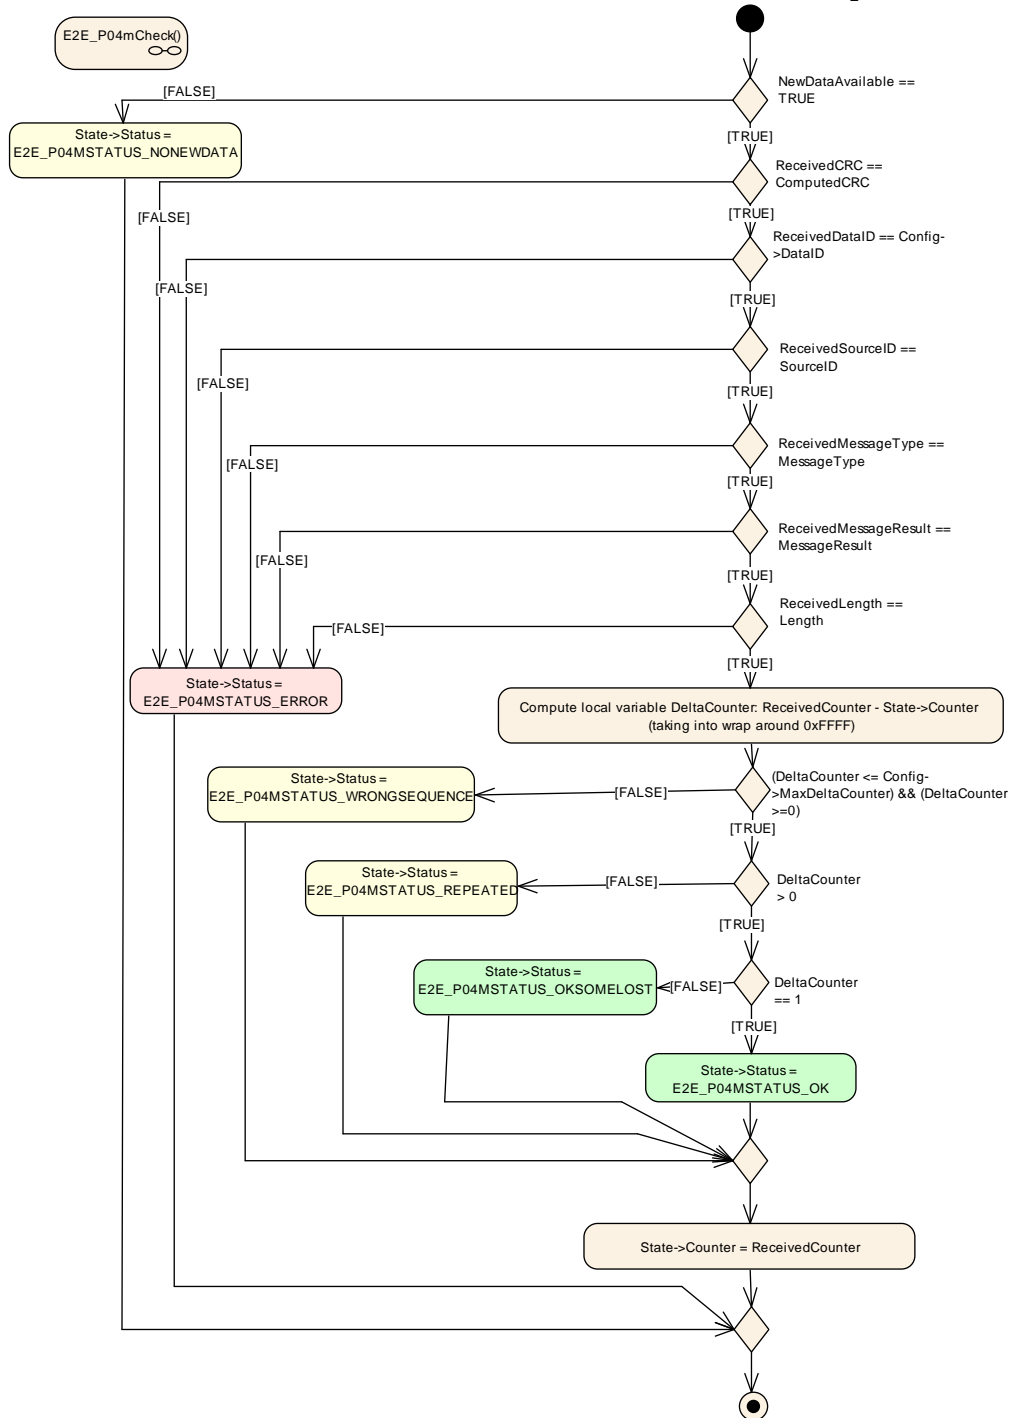 E2E_P04mCheck()
NewDataAvailable ==
TRUE
[FALSE]
State->Status =
E2E_P04MSTATUS_NONEWDATA
[TRUE]
ReceivedCRC ==
ComputedCRC
[FALSE]
[TRUE]
ReceivedDataID == Config-
>DataID
[FALSE]
[TRUE]
ReceivedSourceID ==
SourceID
[FALSE]
[TRUE]
ReceivedMessageType ==
MessageType
[FALSE]
[TRUE]
ReceivedMessageResult ==
MessageResult
[FALSE]
[TRUE]
ReceivedLength ==
Length
[FALSE]
[TRUE]
State->Status =
E2E_P04MSTATUS_ERROR
Compute local variable DeltaCounter: ReceivedCounter - State->Counter
(taking into wrap around 0xFFFF)
(DeltaCounter <= Config-
>MaxDeltaCounter) && (DeltaCounter
>=0)
[FALSE]
State->Status =
E2E_P04MSTATUS_WRONGSEQUENCE
[TRUE]
DeltaCounter
> 0
[FALSE]
State->Status =
E2E_P04MSTATUS_REPEATED
[TRUE]
DeltaCounter
== 1
[FALSE]
State->Status =
E2E_P04MSTATUS_OKSOMELOST
[TRUE]
State->Status =
E2E_P04MSTATUS_OK
State->Counter = ReceivedCounter